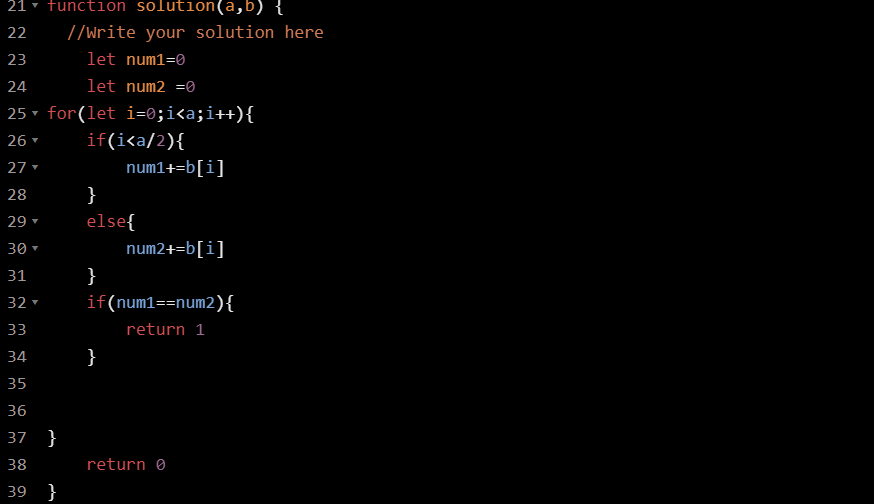 21 function solution(a,b) {
22 //Write your solution here
23 let num1=0
24 let num2 =0
25 for(let i=0;i<a;i++){
26 if(i<a/2){
27 num1+=b[i]
28 }
29 else{
30 num2+=b[i]
31 }
32 if(num1==num2){
33 return 1
34 }
35
36
37 }
38 return 0
39 }